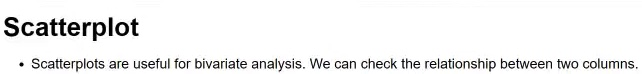 Scatterplot
• Scatterplots are useful for bivariate analysis. We can check the relationship between two columns.